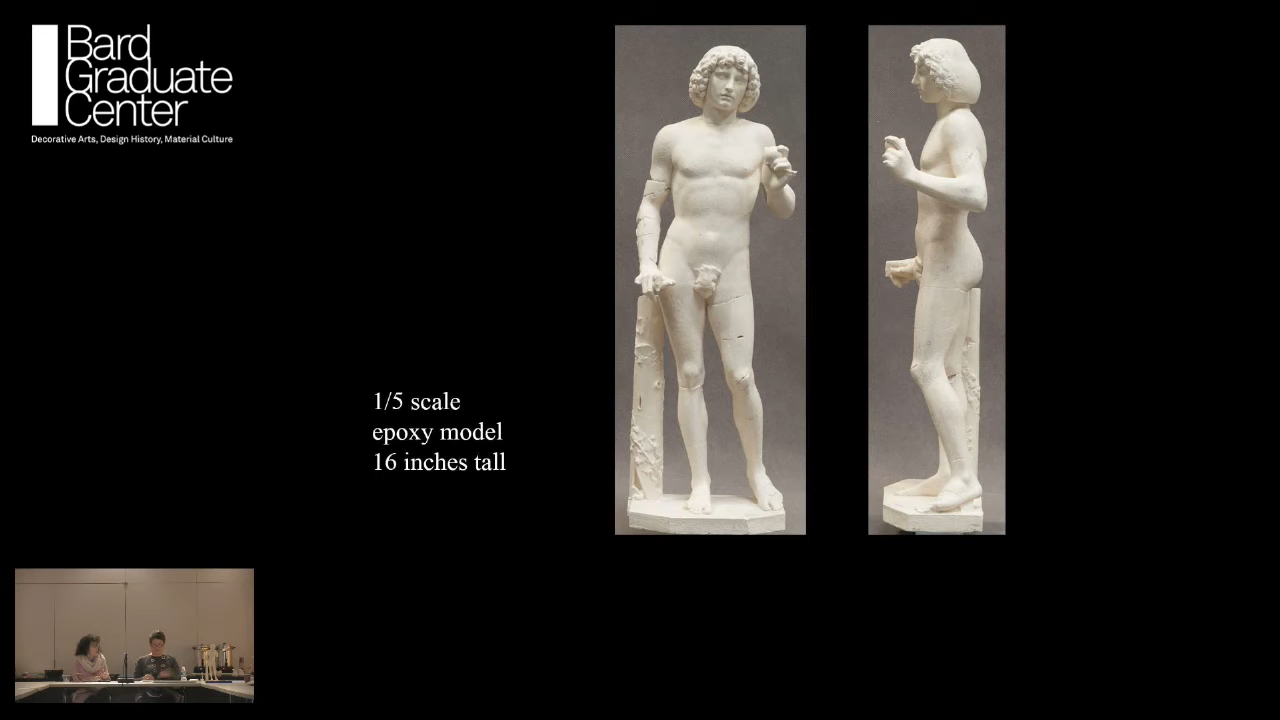 Bard
Graduate
Center
Decorative Arts, Design History, Material Culture
1/5 scale
epoxy model
16 inches tall